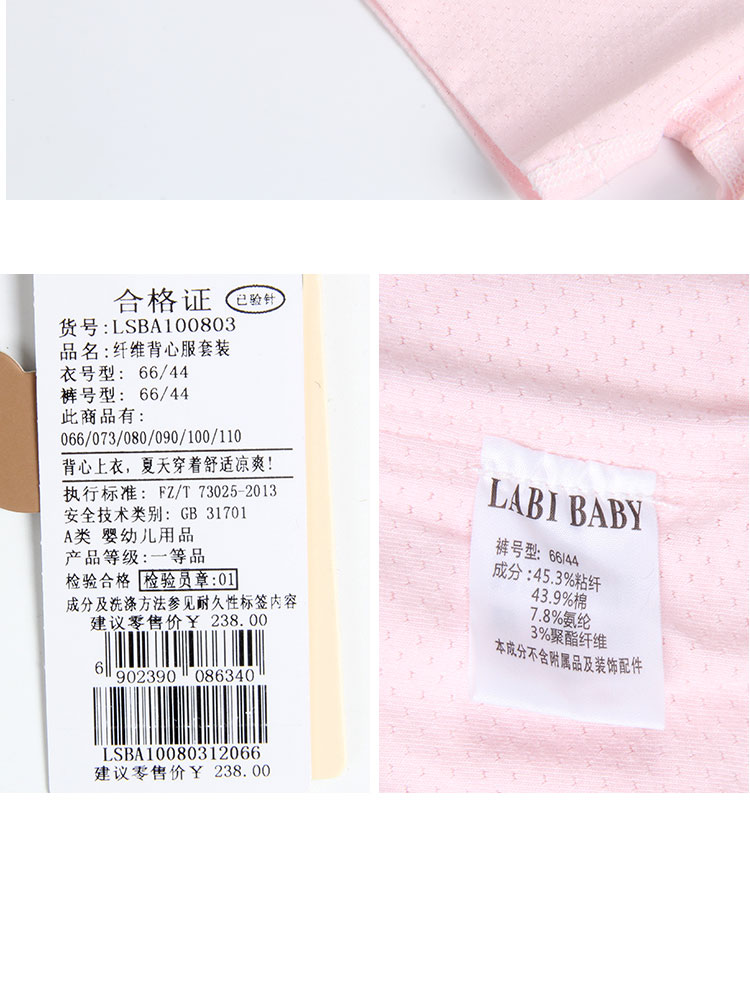 合格证 已验针
货号:LSBA100803
品名:纤维背心服套装
衣号型: 66/44
裤号型: 66/44
此商品有:
066/073/080/090/100/110
背心上衣，夏天穿着舒适凉爽!
执行标准: FZ/T 73025-2013
安全技术类别: GB 31701
A类 婴幼儿用品
产品等级:一等品
检验合格 检验员章:01
成分及洗涤方法参见耐久性标签内容
建议零售价¥ 238.00
6 902390 086340
LSBA10080312066
建议零售价¥ 238.00
LABI BABY
裤号型: 66/44
成分:45.3%粘纤
43.9%棉
7.8%氨纶
3%聚酯纤维
本成分不含附属品及装饰配件